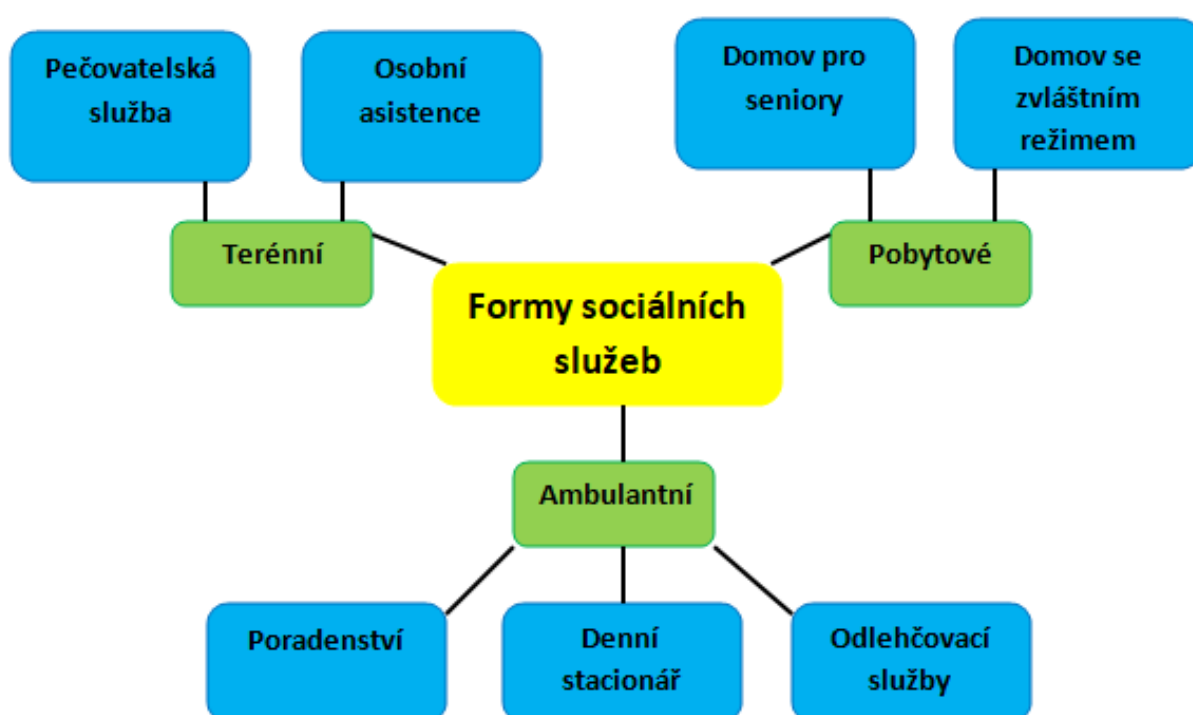 Pečovatelská
služba
Osobní
asistence
Domov pro
seniory
Domov se
zvláštním
režimem
Terénní
Pobytové
Formy sociálních
služeb
Ambulantní
Poradenství
Denní
stacionář
Odlehčovací
služby